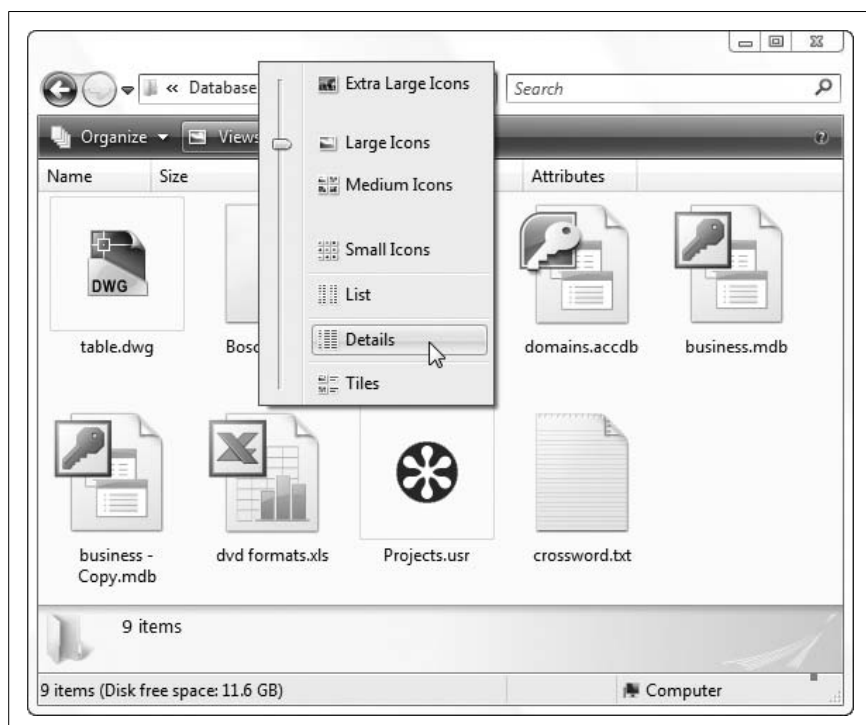 « Database
Search
Organize
Views
Name Size Attributes
Extra Large Icons
Large Icons
Medium Icons
Small Icons
List
Details
Tiles
DWG
table.dwg
domains.accdb
business.mdb
business -
Copy.mdb
dvd formats.xls
Projects.usr
crossword.txt
9 items
9 items (Disk free space: 11.6 GB)
Computer